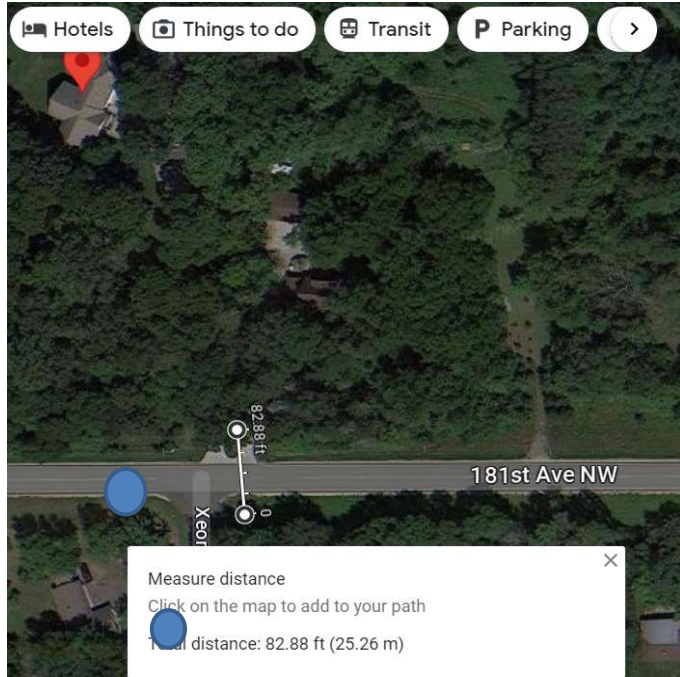 Hotels
Things to do
Transit
P Parking
82.88 ft
0
181st Ave NW
Measure distance
Click on the map to add to your path
distance: 82.88 ft (25.26 m)